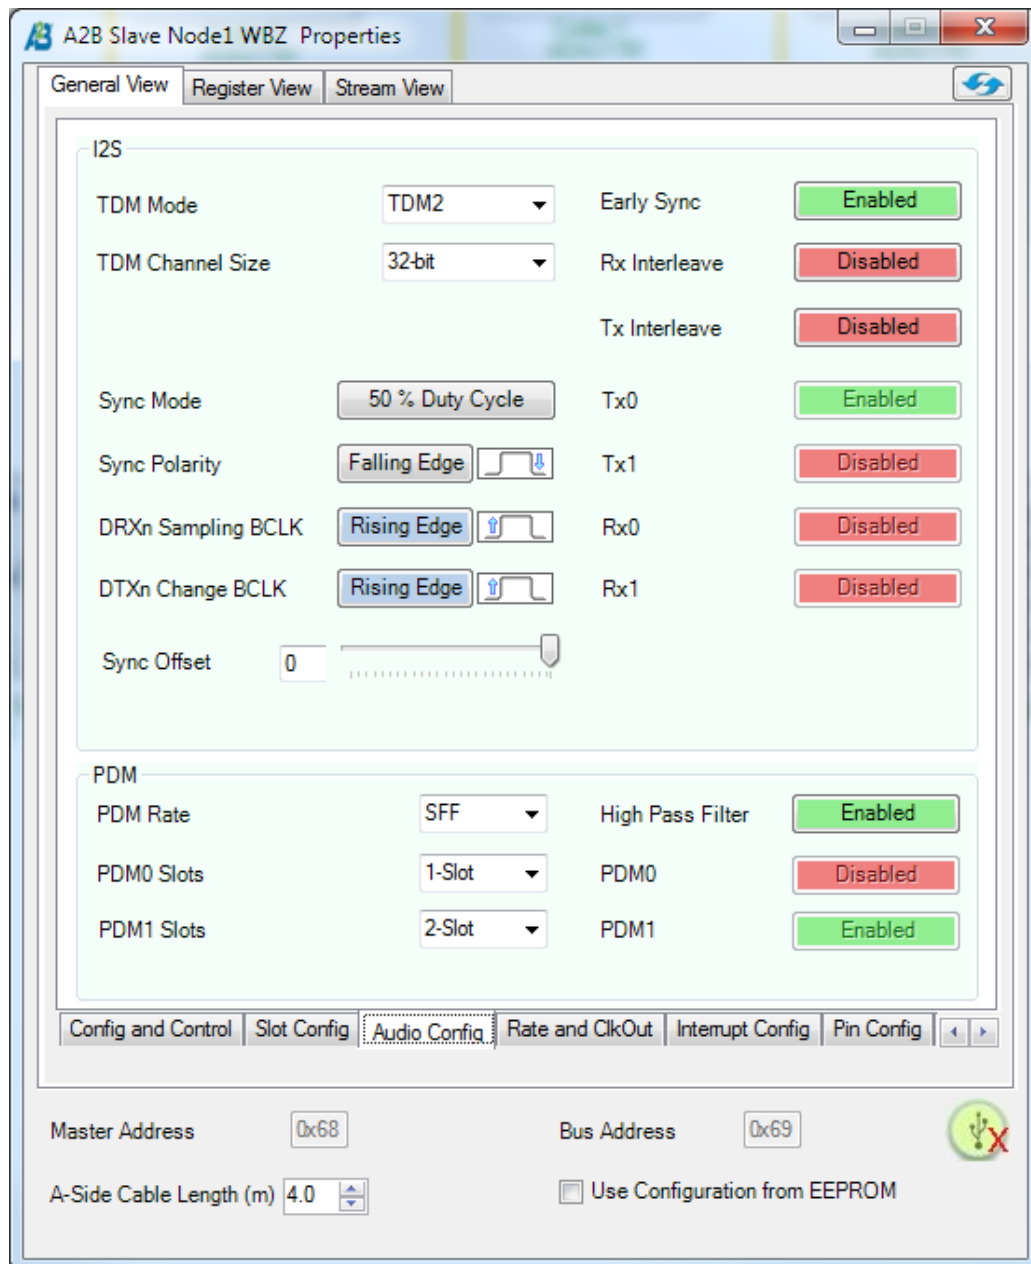 A2B Slave Node1 WBZ Properties
General View Register View Stream View
I2S
TDM Mode TDM2 Early Sync Enabled
TDM Channel Size 32-bit Rx Interleave Disabled
Tx Interleave Disabled
Sync Mode 50 % Duty Cycle Tx0 Enabled
Sync Polarity Falling Edge Tx1 Disabled
DRXn Sampling BCLK Rising Edge Rx0 Disabled
DTXn Change BCLK Rising Edge Rx1 Disabled
Sync Offset 0
PDM
PDM Rate SFF High Pass Filter Enabled
PDM0 Slots 1-Slot PDM0 Disabled
PDM1 Slots 2-Slot PDM1 Enabled
Config and Control Slot Config Audio Config Rate and ClkOut Interrupt Config Pin Config
Master Address 0x68 Bus Address 0x69
A-Side Cable Length (m) 4.0 Use Configuration from EEPROM